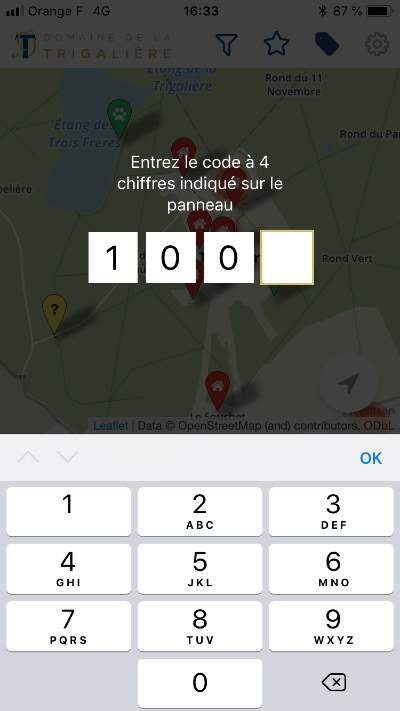 Orange F 4G 16:33 87 %
DOMAINE DE LA
TRIGALIÈRE
Étang de la
Trigalière
Rond du 11
Novembre
Étang des
Trois Freres
Rond du Pa
pelière
Entrez le code à 4
chiffres indiqué sur le
panneau
1 0 0
Rond Vert
?
Le Souchet
Leaflet | Data © OpenStreetMap (and) contributors, ODbL
OK
1 2 3
ABC DEF
4 5 6
GHI JKL MNO
7 8 9
PQRS TUV WXYZ
0